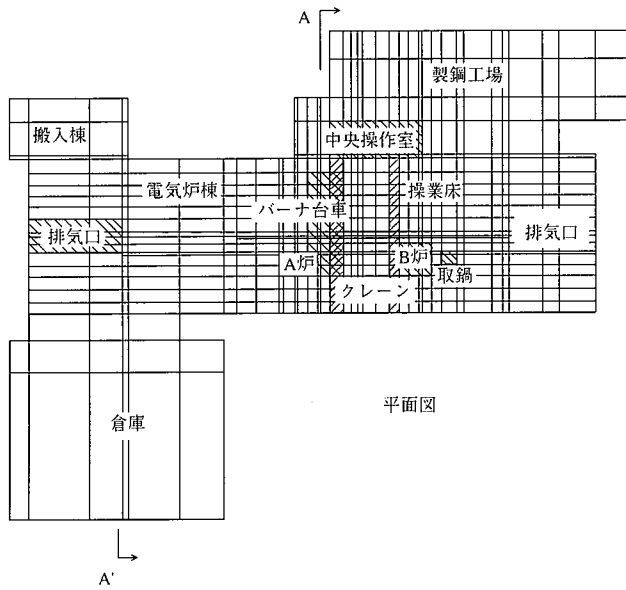 A
製鋼工場
搬入棟
中央操作室
電気炉棟
操業床
バーナ台車
排気口
排気口
A炉
B炉
取鍋
クレーン
平面図
倉庫
A'